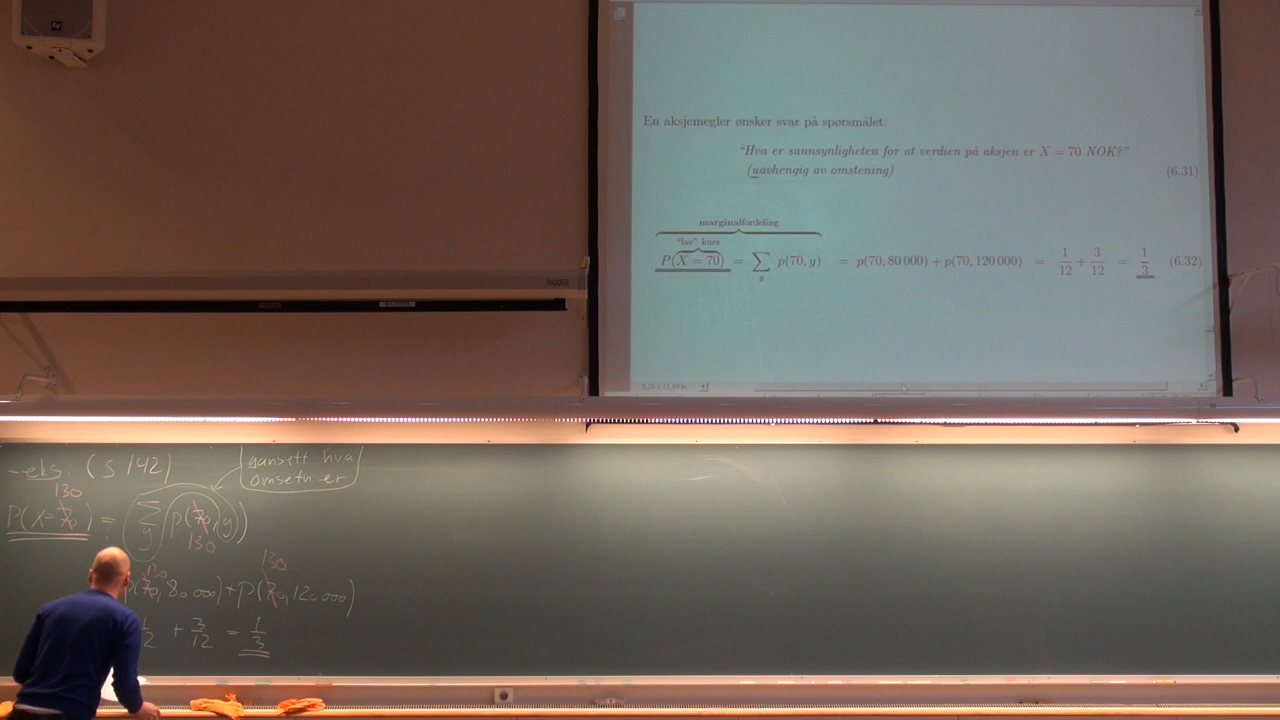 En aksjemegler ønsker svar på spørsmålet:
“Hva er sannsynligheten for at verdien på aksjen er X = 70 NOK?”
(uavhengig av omstening) (6.31)
marginalfordeling
“lav” kurs
P(X = 70) = ∑ p(70, y) = p(70, 80 000) + p(70, 120 000) = 1/12 + 3/12 = 1/3 (6.32)
y
-eks: (s 142)
uansett hva
omsetn er
130
P(X=70) = ∑ p(70, y)
y
130
130 130
p(70, 80 000) + p(70, 120 000)
+ 3/12 = 1/3